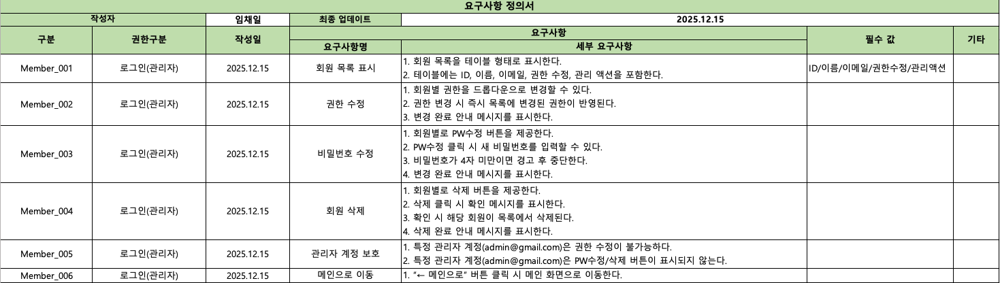 요구사항 정의서
작성자 임채일 최종 업데이트 2025.12.15
구분 권한구분 작성일 요구사항 필수 값 기타
요구사항명 세부 요구사항
Member_001 로그인(관리자) 2025.12.15 회원 목록 표시
1. 회원 목록을 테이블 형태로 표시한다.
2. 테이블에는 ID, 이름, 이메일, 권한 수정, 관리 액션을 포함한다.
ID/이름/이메일/권한수정/관리액션
Member_002 로그인(관리자) 2025.12.15 권한 수정
1. 회원별 권한을 드롭다운으로 변경할 수 있다.
2. 권한 변경 시 즉시 목록에 변경된 권한이 반영된다.
3. 변경 완료 안내 메시지를 표시한다.
Member_003 로그인(관리자) 2025.12.15 비밀번호 수정
1. 회원별로 PW수정 버튼을 제공한다.
2. PW수정 클릭 시 새 비밀번호를 입력할 수 있다.
3. 비밀번호가 4자 미만이면 경고 후 중단한다.
4. 변경 완료 안내 메시지를 표시한다.
Member_004 로그인(관리자) 2025.12.15 회원 삭제
1. 회원별로 삭제 버튼을 제공한다.
2. 삭제 클릭 시 확인 메시지를 표시한다.
3. 확인 시 해당 회원이 목록에서 삭제된다.
4. 삭제 완료 안내 메시지를 표시한다.
Member_005 로그인(관리자) 2025.12.15 관리자 계정 보호
1. 특정 관리자 계정(admin@gmail.com)은 권한 수정이 불가능하다.
2. 특정 관리자 계정(admin@gmail.com)은 PW수정/삭제 버튼이 표시되지 않는다.
Member_006 로그인(관리자) 2025.12.15 메인으로 이동
1. “← 메인으로” 버튼 클릭 시 메인 화면으로 이동한다.